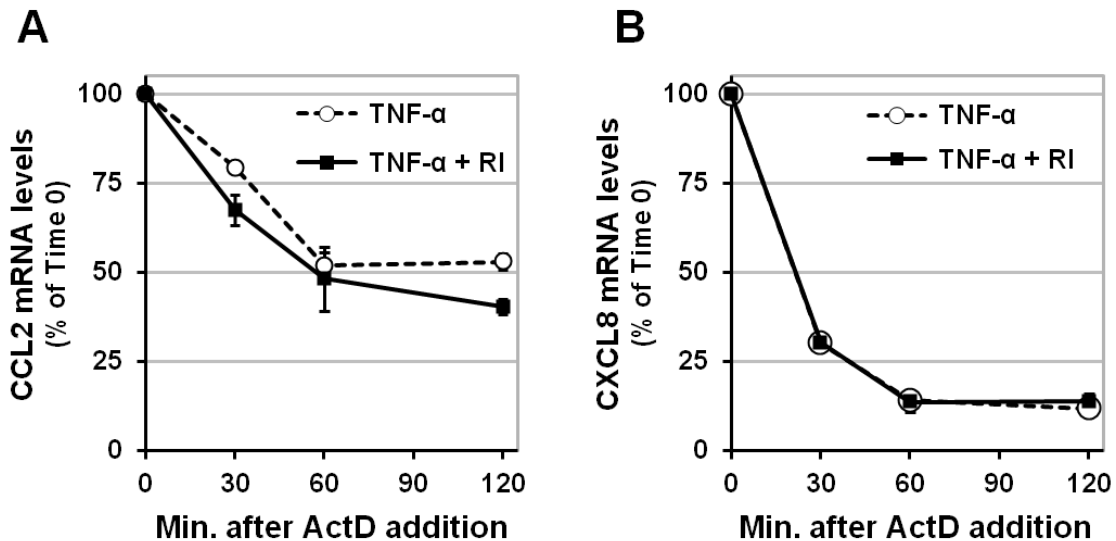 A
CCL2 mRNA levels
(% of Time 0)
100
75
50
25
0
TNF-α
TNF-α + RI
0 30 60 90 120
Min. after ActD addition
B
CXCL8 mRNA levels
(% of Time 0)
100
75
50
25
0
TNF-α
TNF-α + RI
0 30 60 90 120
Min. after ActD addition